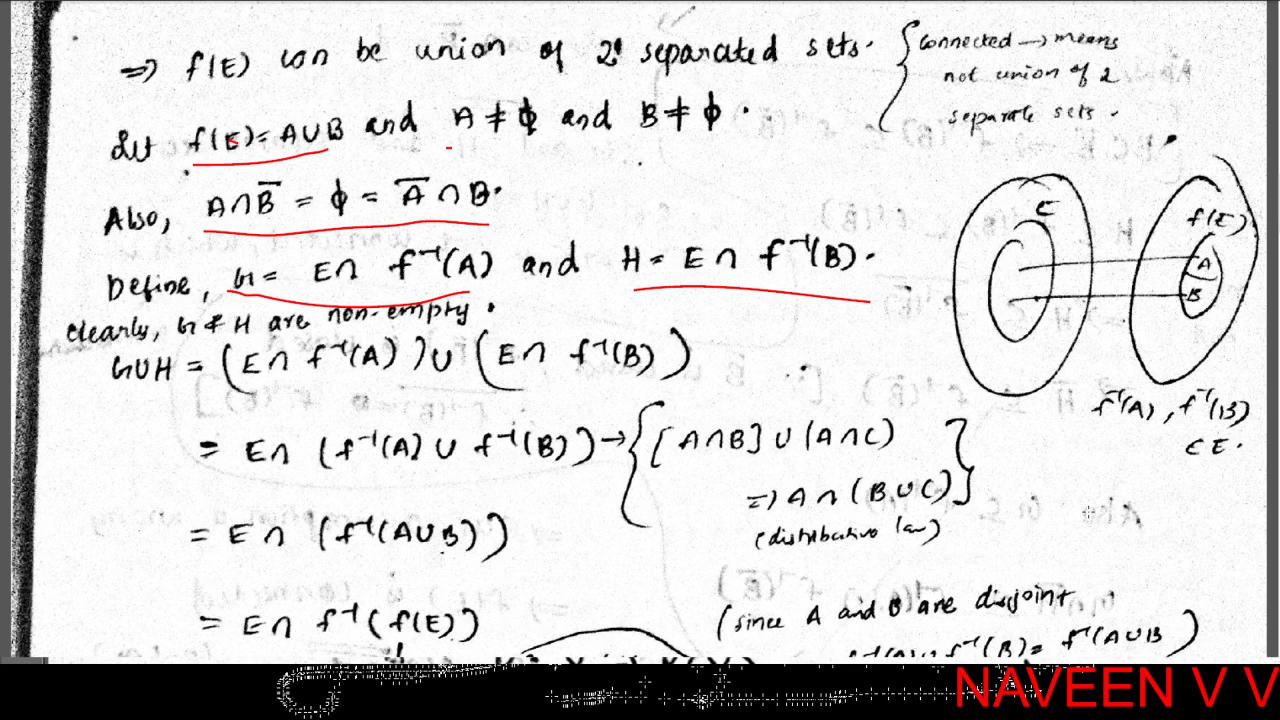 => f(E) can be union of 2 separated sets.
{ Connected → means
not union of 2
separate sets.
Let f(E) = A∪B and A ≠ ϕ and B ≠ ϕ.
Also, A∩B̅ = ϕ = A̅∩B.
Define, G = E∩ f⁻¹(A) and H = E∩ f⁻¹(B).
clearly, G & H are non-empty.
E
f(E)
A
B
f⁻¹(A), f⁻¹(B)
⊂ E.
G∪H = (E∩ f⁻¹(A)) ∪ (E∩ f⁻¹(B))
= E∩ (f⁻¹(A) ∪ f⁻¹(B)) → { [A∩B] ∪ (A∩C)
=> A∩(B∪C) }
(distributive law)
= E∩ (f⁻¹(A∪B))
= E∩ f⁻¹(f(E))
(since A and B are disjoint
f⁻¹(B) = f⁻¹(A∪B)
NAVEEN V V